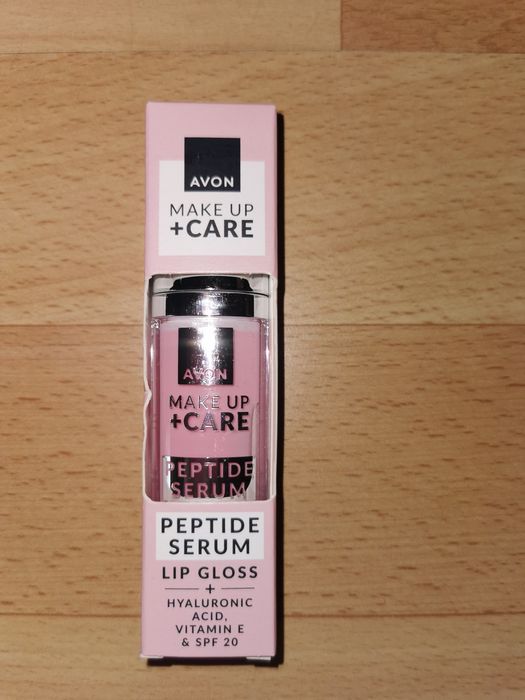 AVON
MAKE UP
+CARE
AVON
MAKE UP
+CARE
PEPTIDE
SERUM
PEPTIDE
SERUM
LIP GLOSS
+
HYALURONIC
ACID,
VITAMIN E
& SPF 20